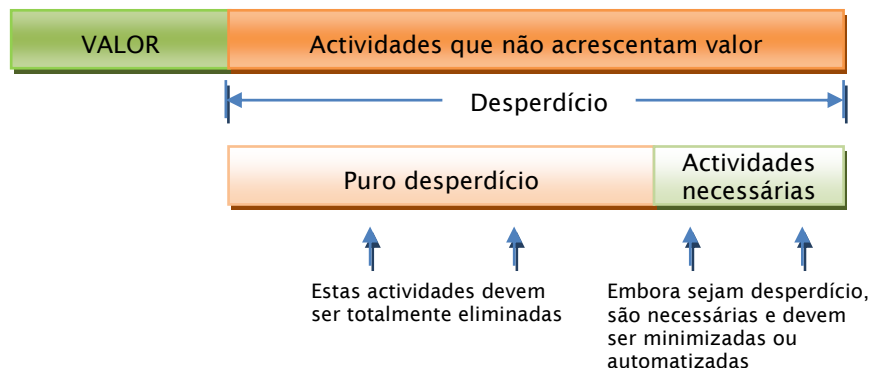 VALOR
Actividades que não acrescentam valor
Desperdício
Puro desperdício
Actividades
necessárias
Estas actividades devem
ser totalmente eliminadas
Embora sejam desperdício,
são necessárias e devem
ser minimizadas ou
automatizadas